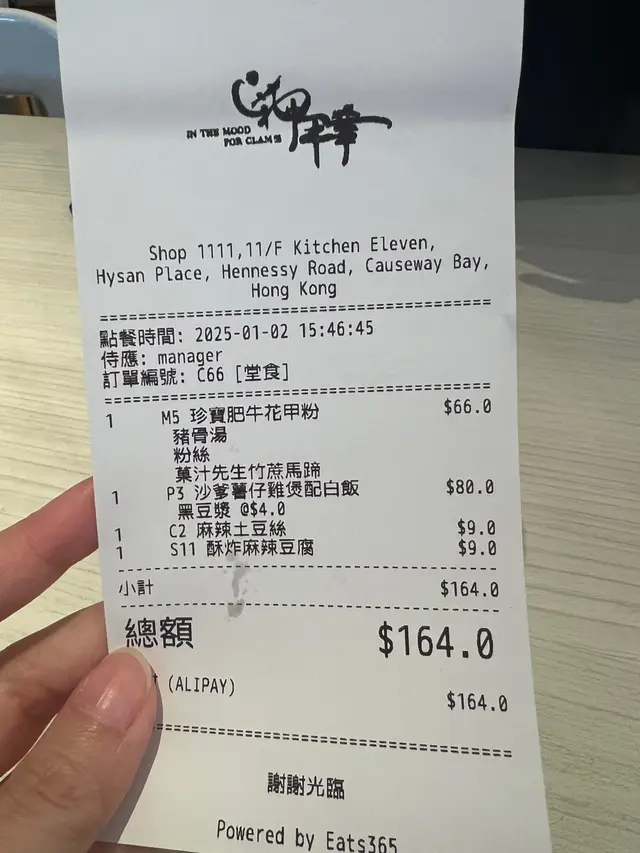 花甲千華
IN THE MOOD
FOR CLAMS
Shop 1111,11/F Kitchen Eleven,
Hysan Place, Hennessy Road, Causeway Bay,
Hong Kong
點餐時間: 2025-01-02 15:46:45
侍應: manager
訂單編號: C66 [堂食]
1 M5 珍寶肥牛花甲粉 $66.0
豬骨湯
粉絲
菓汁先生竹蔗馬蹄
1 P3 沙爹薯仔雞煲配白飯 $80.0
黑豆漿 @$4.0
1 C2 麻辣土豆絲 $9.0
1 S11 酥炸麻辣豆腐 $9.0
小計 $164.0
總額 $164.0
(ALIPAY) $164.0
謝謝光臨
Powered by Eats365